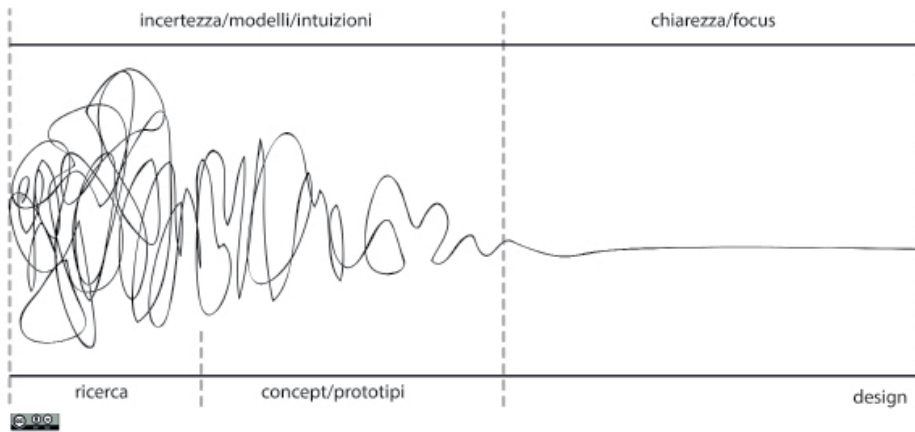 incertezza/modelli/intuizioni
chiarezza/focus
ricerca
concept/prototipi
design